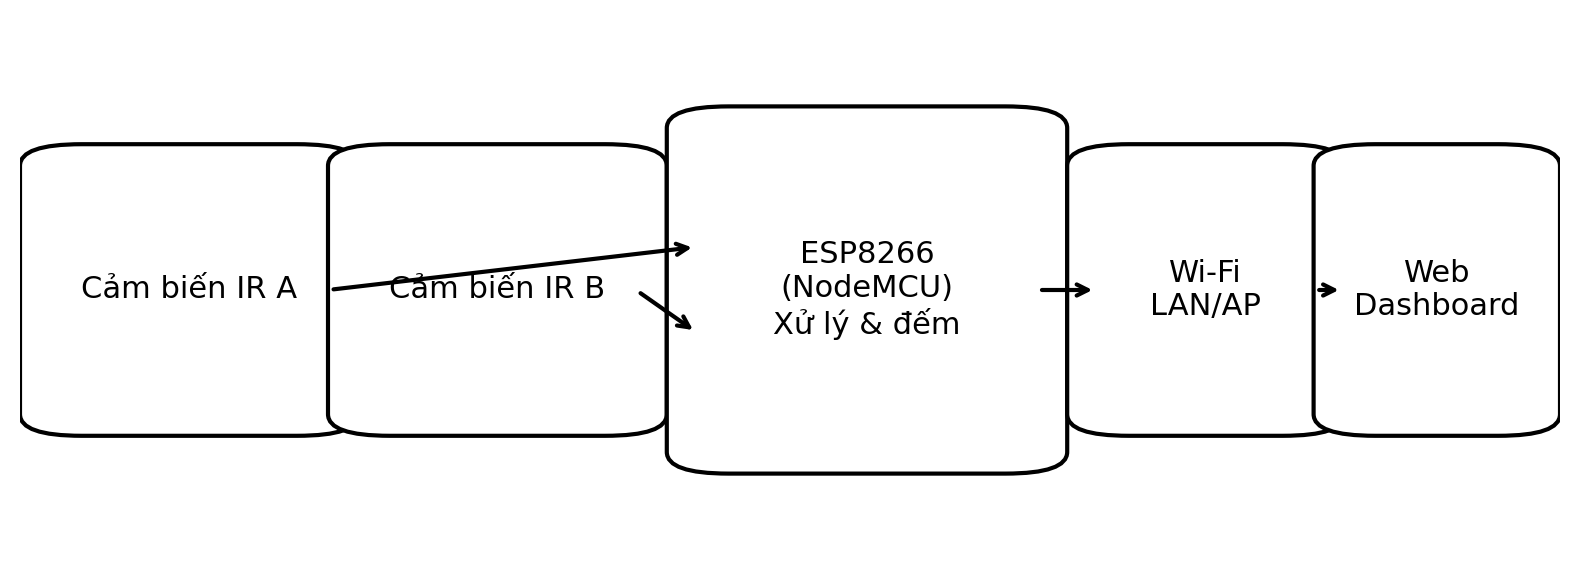 Cảm biến IR A
Cảm biến IR B
ESP8266
(NodeMCU)
Xử lý & đếm
Wi-Fi
LAN/AP
Web
Dashboard